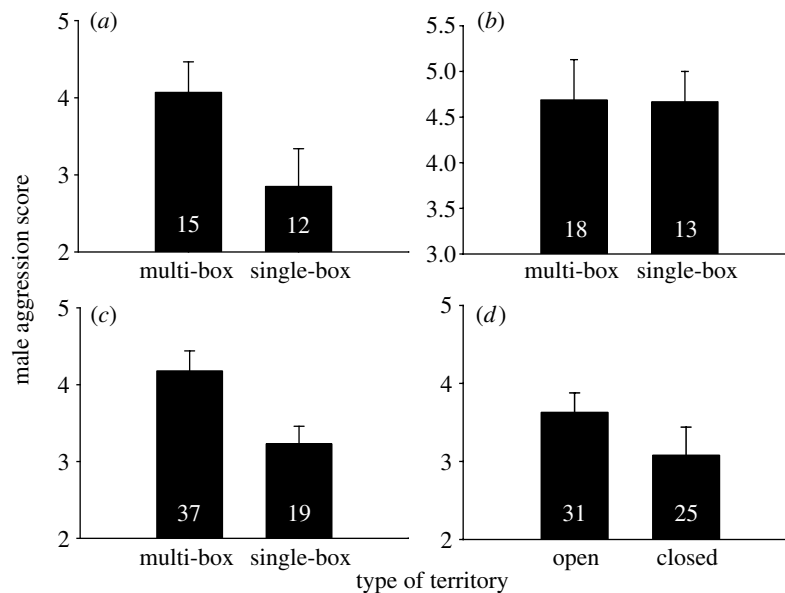 male aggression score
(a)
5
4
3
2
15
12
multi-box single-box
(b)
5.5
5.0
4.5
4.0
3.5
3.0
18
13
multi-box single-box
(c)
5
4
3
2
37
19
multi-box single-box
(d)
5
4
3
2
31
25
open closed
type of territory